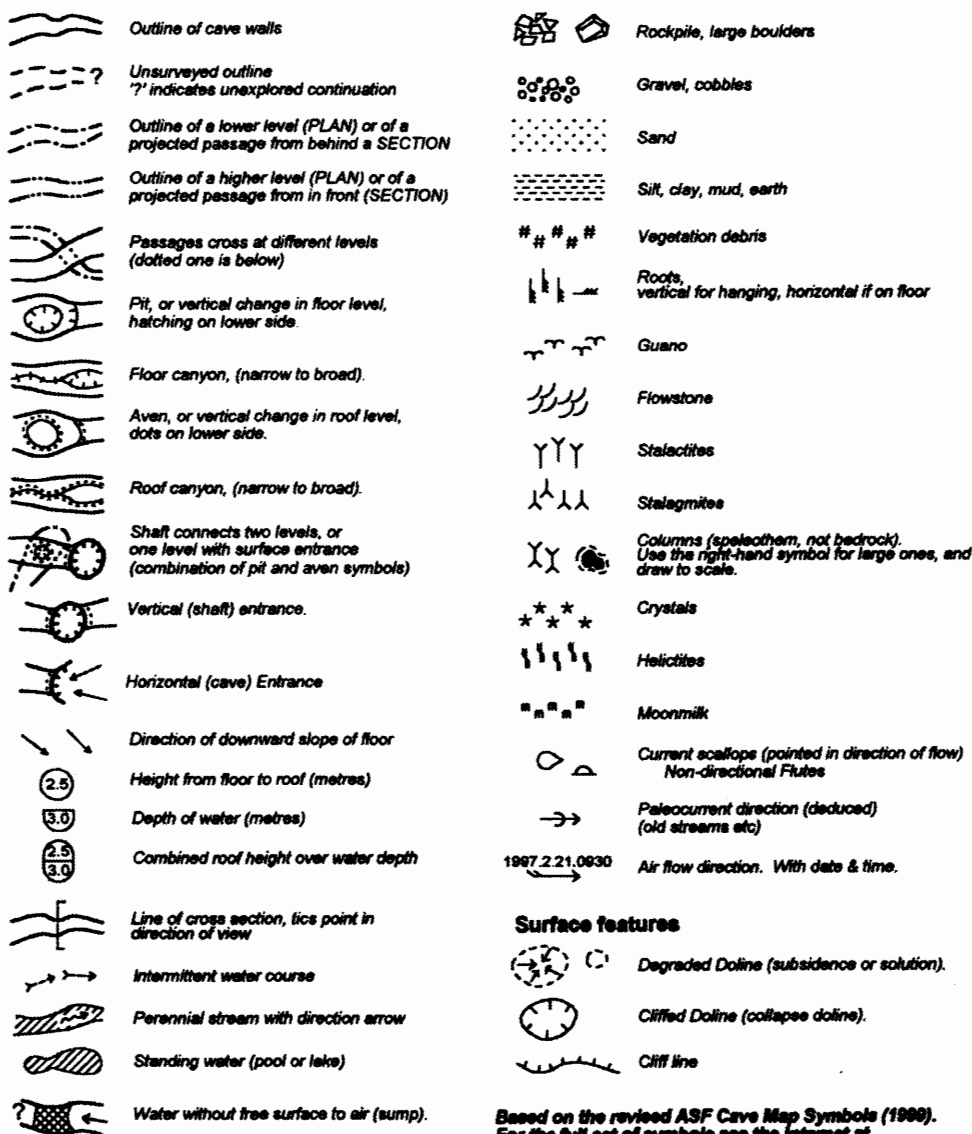 Outline of cave walls
?
Unsurveyed outline
'?' indicates unexplored continuation
Outline of a lower level (PLAN) or of a
projected passage from behind a SECTION
Outline of a higher level (PLAN) or of a
projected passage from in front (SECTION)
Passages cross at different levels
(dotted one is below)
Pit, or vertical change in floor level,
hatching on lower side.
Floor canyon, (narrow to broad).
Aven, or vertical change in roof level,
dots on lower side.
Roof canyon, (narrow to broad).
Shaft connects two levels, or
one level with surface entrance
(combination of pit and aven symbols)
Vertical (shaft) entrance.
Horizontal (cave) Entrance
Direction of downward slope of floor
2.5
Height from floor to roof (metres)
3.0
Depth of water (metres)
2.5
3.0
Combined roof height over water depth
Line of cross section, tics point in
direction of view
Intermittent water course
Perennial stream with direction arrow
Standing water (pool or lake)
?
Water without free surface to air (sump).
Rockpile, large boulders
Gravel, cobbles
Sand
Silt, clay, mud, earth
Vegetation debris
Roots,
vertical for hanging, horizontal if on floor
Guano
Flowstone
Stalactites
Stalagmites
Columns (speleothem, not bedrock).
Use the right-hand symbol for large ones, and
draw to scale.
Crystals
Helictites
m m m m m
Moonmilk
Current scallops (pointed in direction of flow)
Non-directional Flutes
Paleocurrent direction (deduced)
(old streams etc)
1997.2.21.0930
Air flow direction. With date & time.
Surface features
Degraded Doline (subsidence or solution).
Cliffed Doline (collapse doline).
Cliff line
Based on the revised ASF Cave Map Symbols (1999).
For the full set of symbols see the internet at